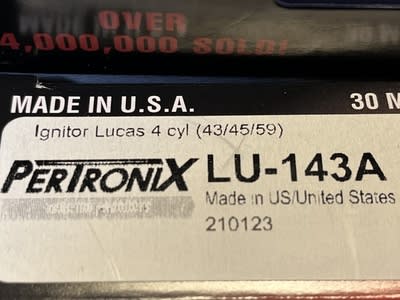 OVER
4,000,000 SOLD!
MADE IN U.S.A.
30 M
Ignitor Lucas 4 cyl (43/45/59)
PERTRONIX LU-143A
Made in US/United States
210123